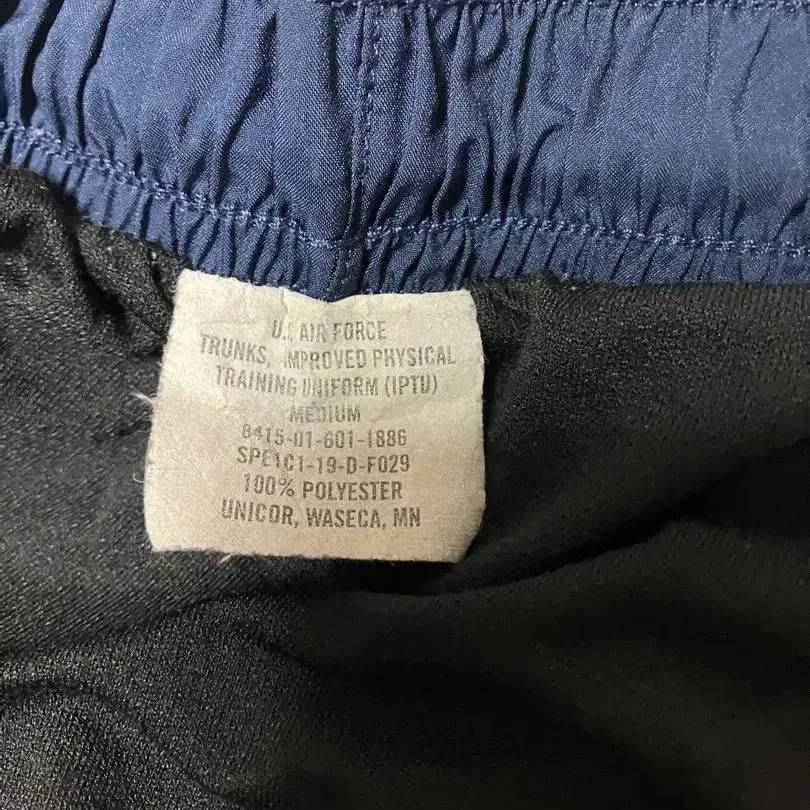 U.S. AIR FORCE
TRUNKS, IMPROVED PHYSICAL
TRAINING UNIFORM (IPTU)
MEDIUM
8415-01-601-1886
SPE1C1-19-D-F029
100% POLYESTER
UNICOR, WASECA, MN